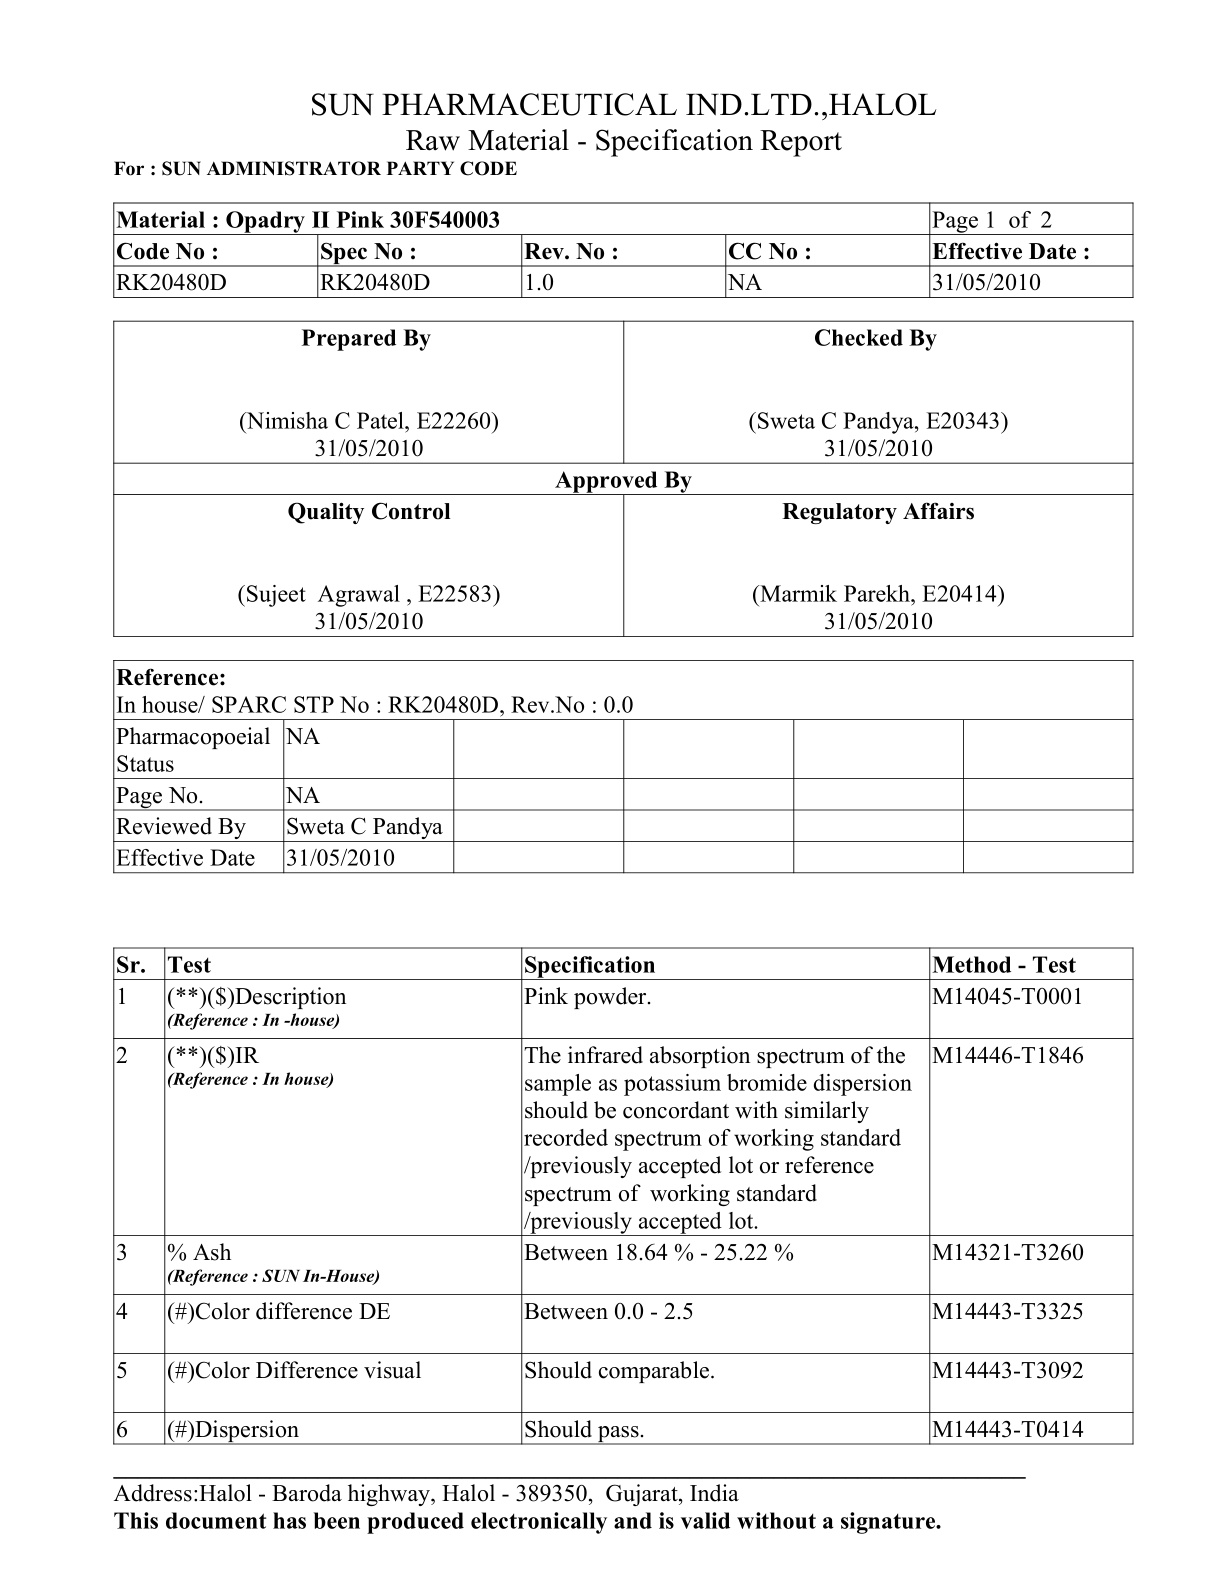 SUN PHARMACEUTICAL IND.LTD.,HALOL
Raw Material - Specification Report
For : SUN ADMINISTRATOR PARTY CODE
Material : Opadry II Pink 30F540003 Page 1 of 2
Code No : Spec No : Rev. No : CC No : Effective Date :
RK20480D RK20480D 1.0 NA 31/05/2010
Prepared By Checked By
(Nimisha C Patel, E22260) (Sweta C Pandya, E20343)
31/05/2010 31/05/2010
Approved By
Quality Control Regulatory Affairs
(Sujeet Agrawal , E22583) (Marmik Parekh, E20414)
31/05/2010 31/05/2010
Reference:
In house/ SPARC STP No : RK20480D, Rev.No : 0.0
Pharmacopoeial NA
Status
Page No. NA
Reviewed By Sweta C Pandya
Effective Date 31/05/2010
Sr. Test Specification Method - Test
1 (**)($)Description Pink powder. M14045-T0001
(Reference : In -house)
2 (**)($)IR The infrared absorption spectrum of the M14446-T1846
(Reference : In house) sample as potassium bromide dispersion
should be concordant with similarly
recorded spectrum of working standard
/previously accepted lot or reference
spectrum of working standard
/previously accepted lot.
3 % Ash Between 18.64 % - 25.22 % M14321-T3260
(Reference : SUN In-House)
4 (#)Color difference DE Between 0.0 - 2.5 M14443-T3325
5 (#)Color Difference visual Should comparable. M14443-T3092
6 (#)Dispersion Should pass. M14443-T0414
Address:Halol - Baroda highway, Halol - 389350, Gujarat, India
This document has been produced electronically and is valid without a signature.